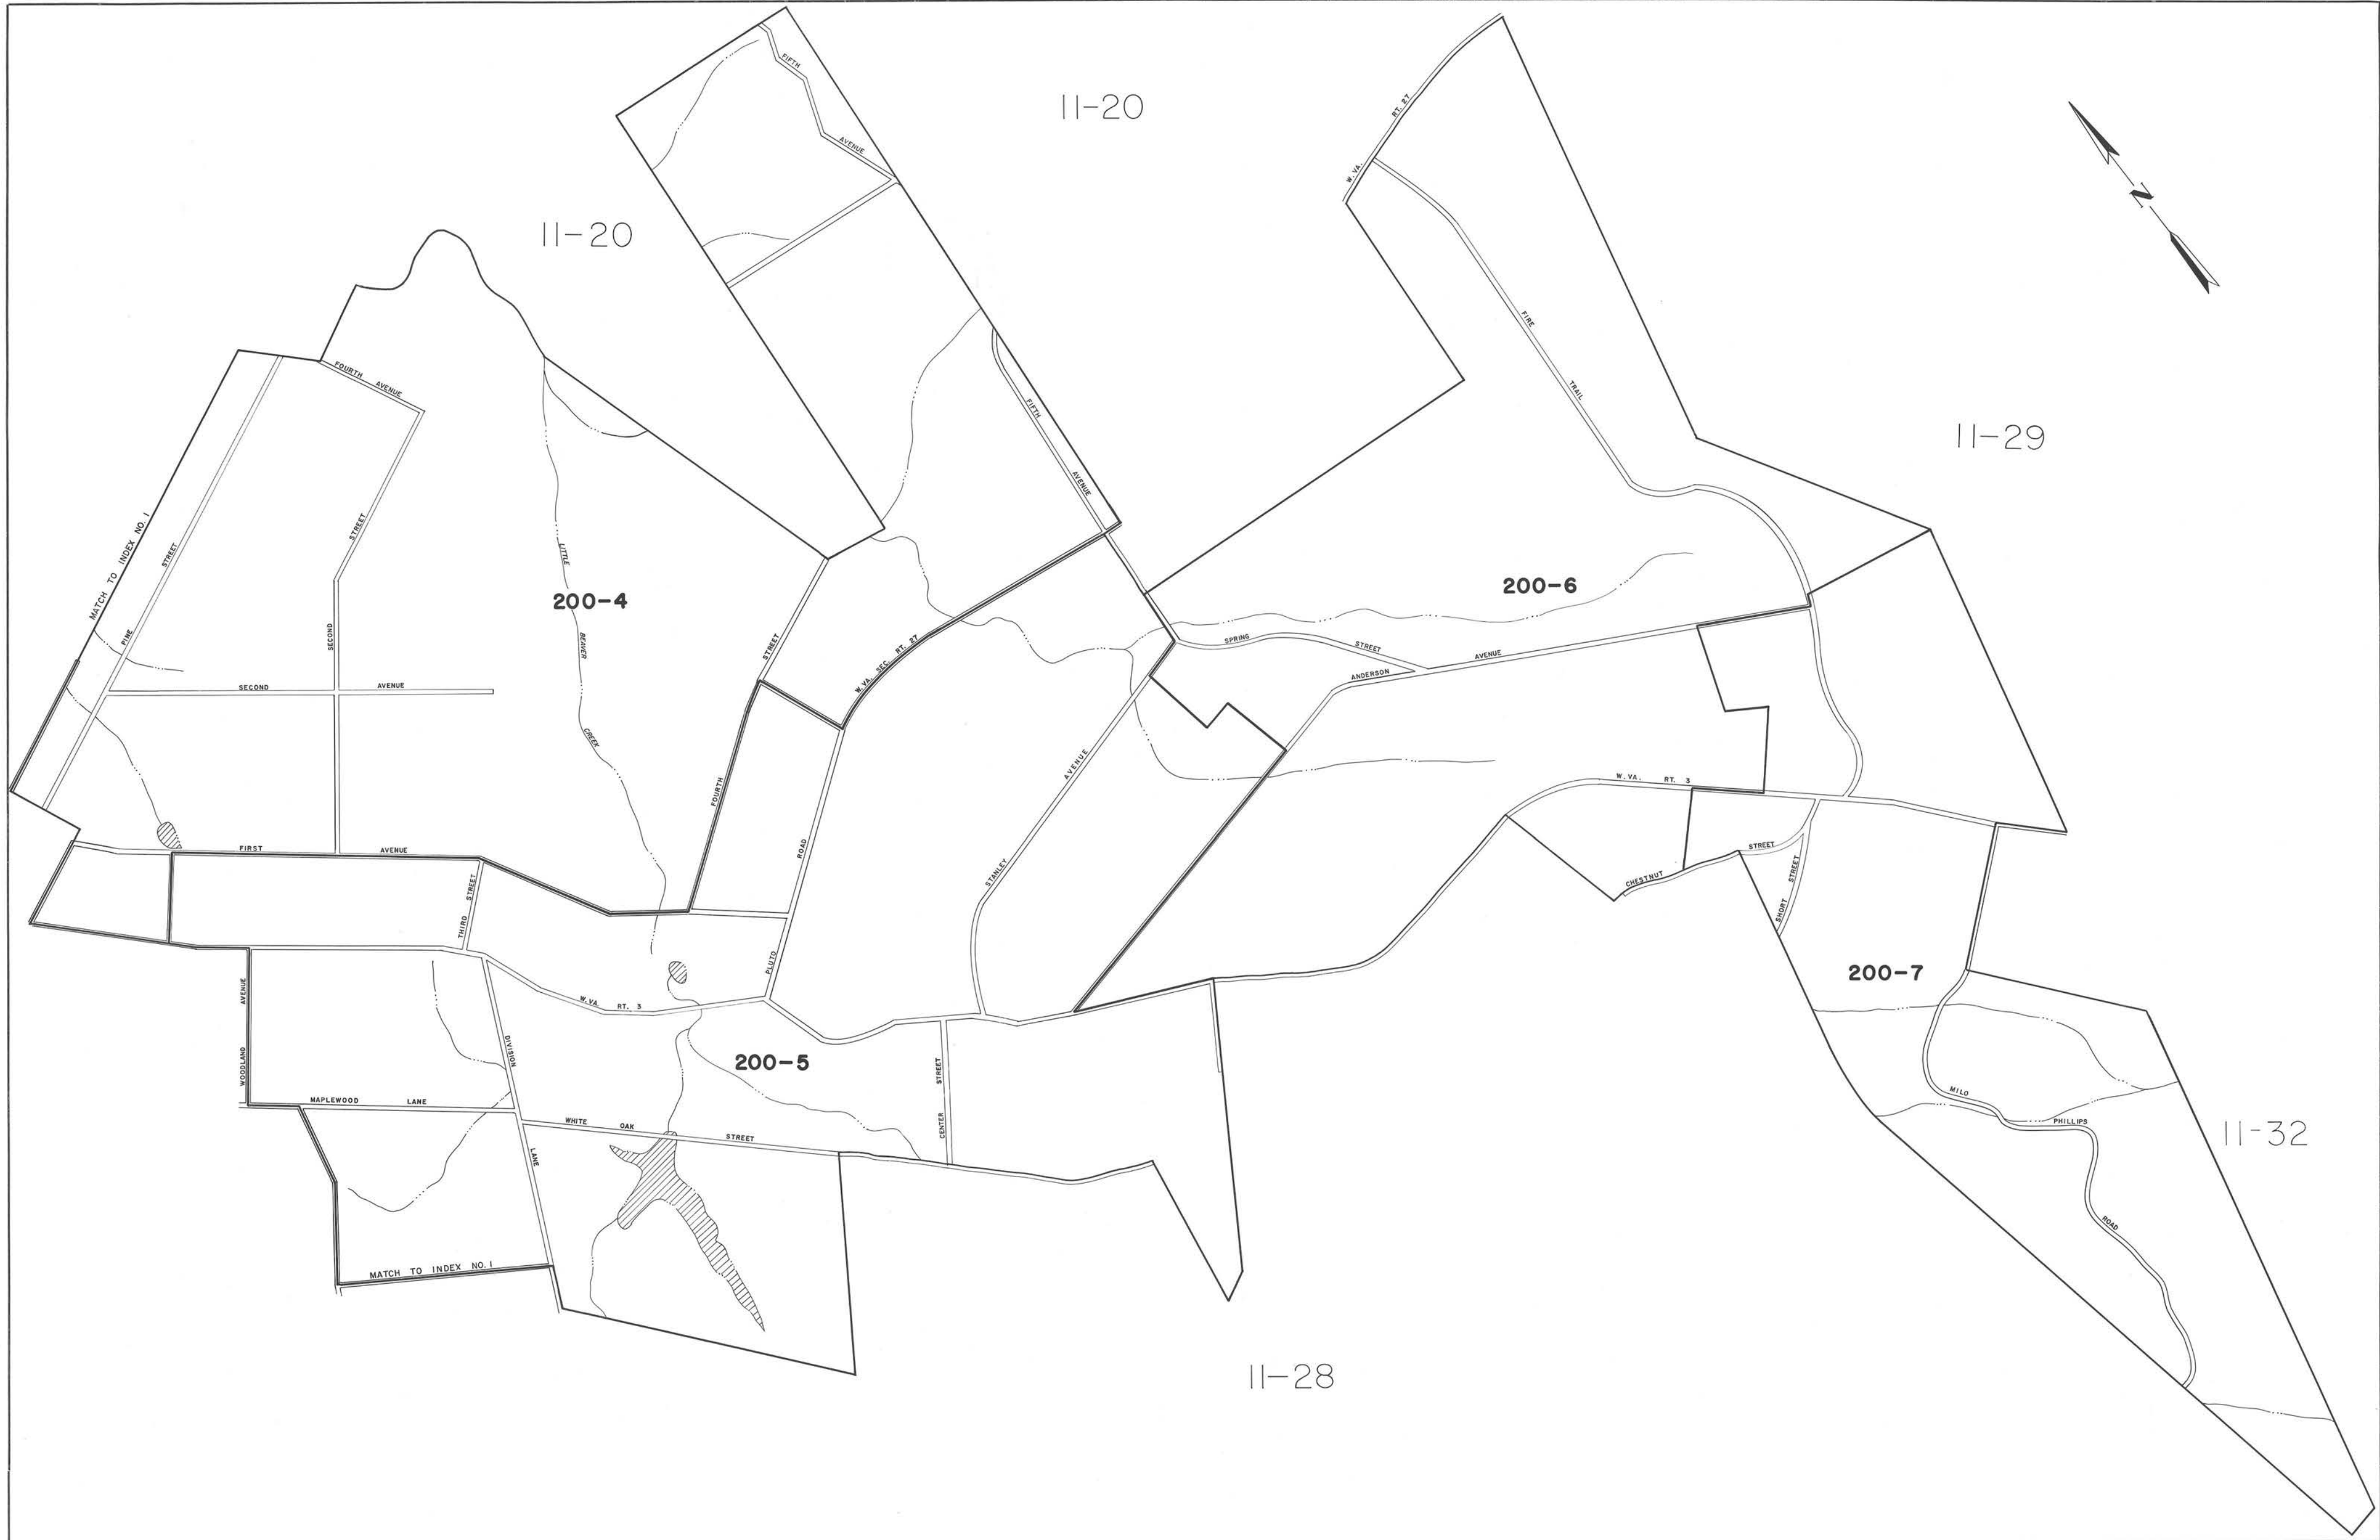 FIFTH
AVENUE
11-20
W. VA. RT. 27
N
11-20
FIRE
TRAIL
FOURTH AVENUE
FIFTH
AVENUE
11-29
MATCH TO INDEX NO. 1
PINE STREET
SECOND STREET
LITTLE
BEAVER
CREEK
200-4
200-6
STREET
FOURTH
W. VA. SEC. RT. 27
SPRING STREET
ANDERSON AVENUE
SECOND AVENUE
STANLEY AVENUE
W. VA. RT. 3
FIRST AVENUE
THIRD STREET
PLUTO ROAD
CHESTNUT STREET
SHORT STREET
200-7
WOODLAND AVENUE
W. VA. RT. 3
DIVISION
LANE
200-5
CENTER STREET
MAPLEWOOD LANE
WHITE OAK STREET
MILO
PHILLIPS
ROAD
11-32
MATCH TO INDEX NO. 1
11-28